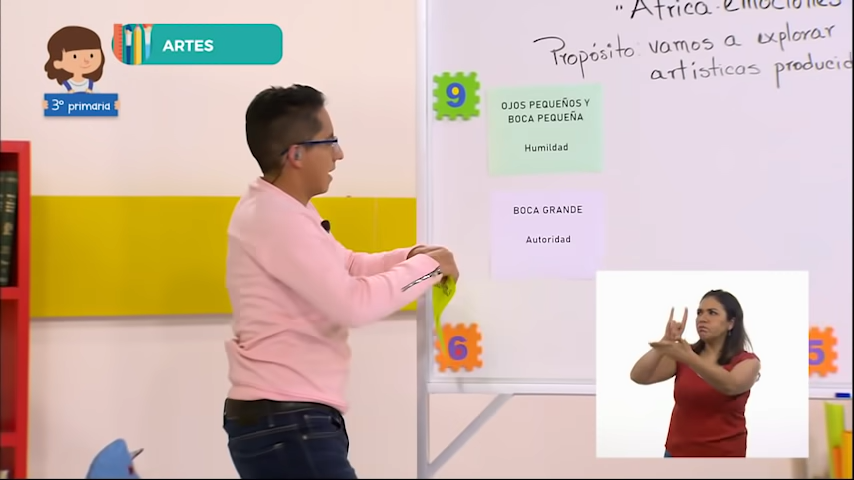 ARTES
3° primaria
"Africa: emociones
Propósito: vamos a explorar
artísticas producid
9
OJOS PEQUEÑOS Y
BOCA PEQUEÑA
Humildad
BOCA GRANDE
Autoridad
6
5